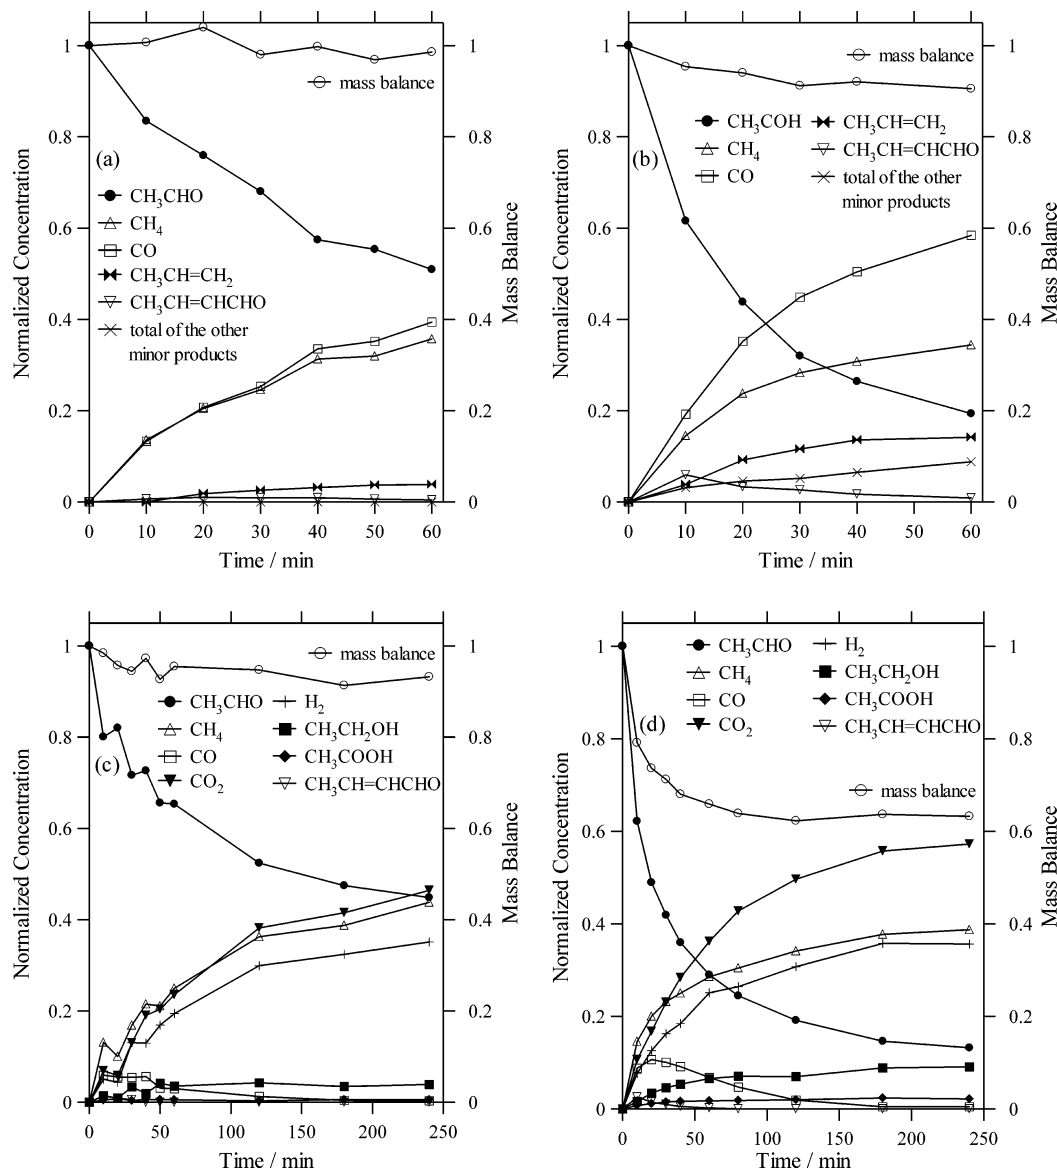 1
0.8
0.6
0.4
0.2
0
Normalized Concentration
1
0.8
0.6
0.4
0.2
0
Mass Balance
mass balance
(a)
CH₃CHO
CH₄
CO
CH₃CH=CH₂
CH₃CH=CHCHO
total of the other
minor products
0 10 20 30 40 50 60
Time / min
1
0.8
0.6
0.4
0.2
0
Normalized Concentration
1
0.8
0.6
0.4
0.2
0
Mass Balance
mass balance
(b)
CH₃COH
CH₄
CO
CH₃CH=CH₂
CH₃CH=CHCHO
total of the other
minor products
0 10 20 30 40 50 60
Time / min
1
0.8
0.6
0.4
0.2
0
Normalized Concentration
1
0.8
0.6
0.4
0.2
0
Mass Balance
mass balance
(c)
CH₃CHO
CH₄
CO
CO₂
H₂
CH₃CH₂OH
CH₃COOH
CH₃CH=CHCHO
0 50 100 150 200 250
Time / min
1
0.8
0.6
0.4
0.2
0
Normalized Concentration
1
0.8
0.6
0.4
0.2
0
Mass Balance
CH₃CHO
CH₄
CO
CO₂
H₂
CH₃CH₂OH
CH₃COOH
CH₃CH=CHCHO
(d)
mass balance
0 50 100 150 200 250
Time / min